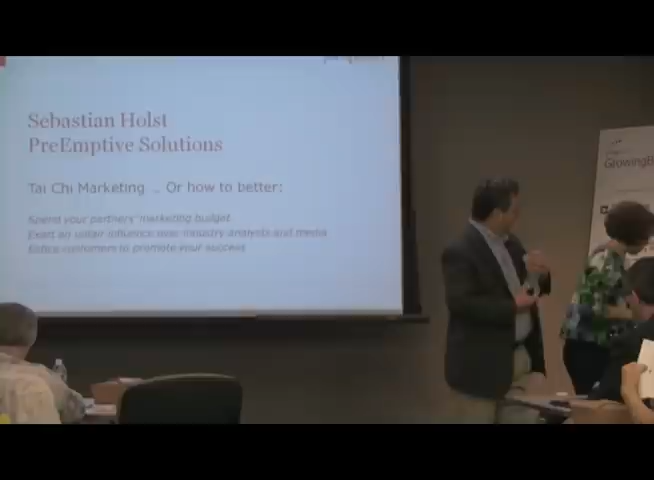 Sebastian Holst
PreEmptive Solutions
Tai Chi Marketing .. Or how to better:
Spend your partners' marketing budget
Exert an unfair influence over industry analysts and media
Entice customers to promote your success
GrowingB